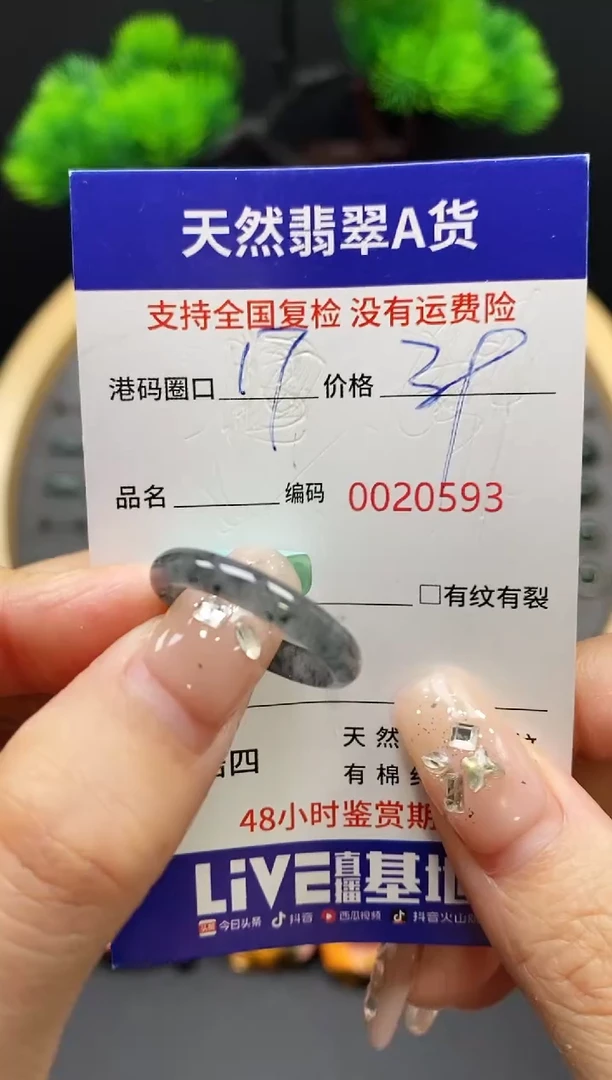 天然翡翠A货
支持全国复检 没有运费险
港码圈口 17 价格 39
品名 编码 0020593
□有纹有裂
四 天然
有棉
48小时鉴赏期
LiVE直播基地
今日头条 抖音 西瓜视频 抖音火山